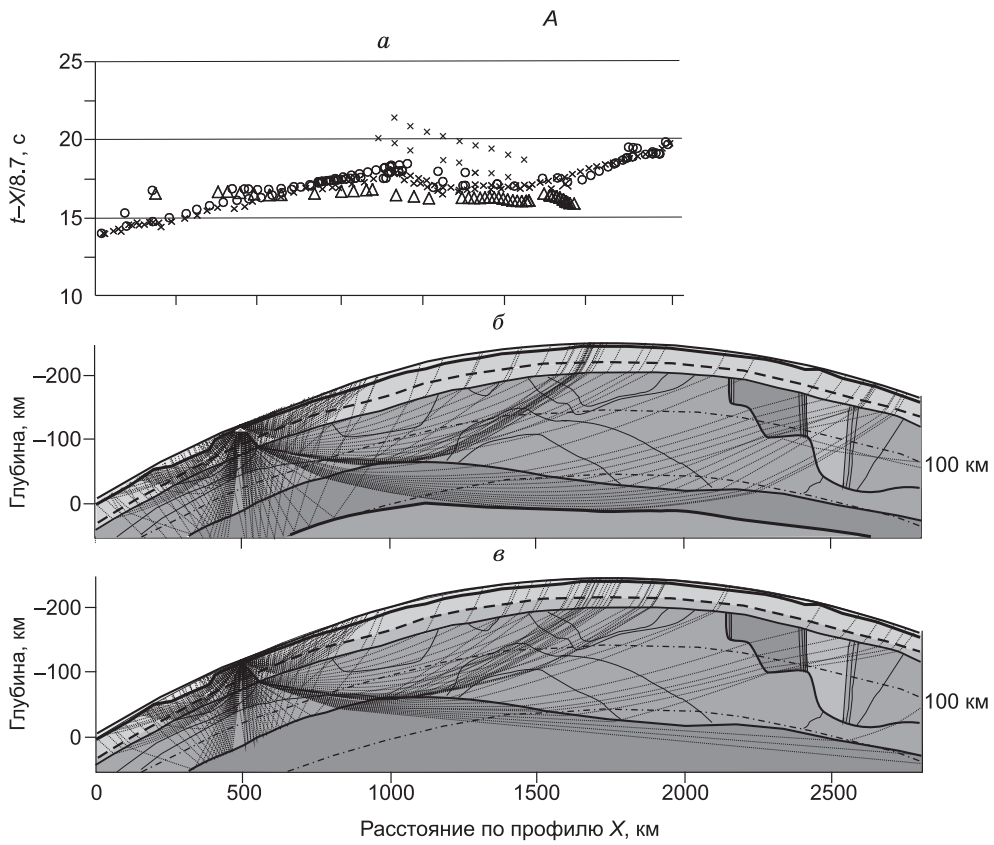 А
а
25
20
15
10
t–X/8.7, с
б
–200
–100
0
Глубина, км
100 км
в
–200
–100
0
Глубина, км
100 км
0 500 1000 1500 2000 2500
Расстояние по профилю X, км